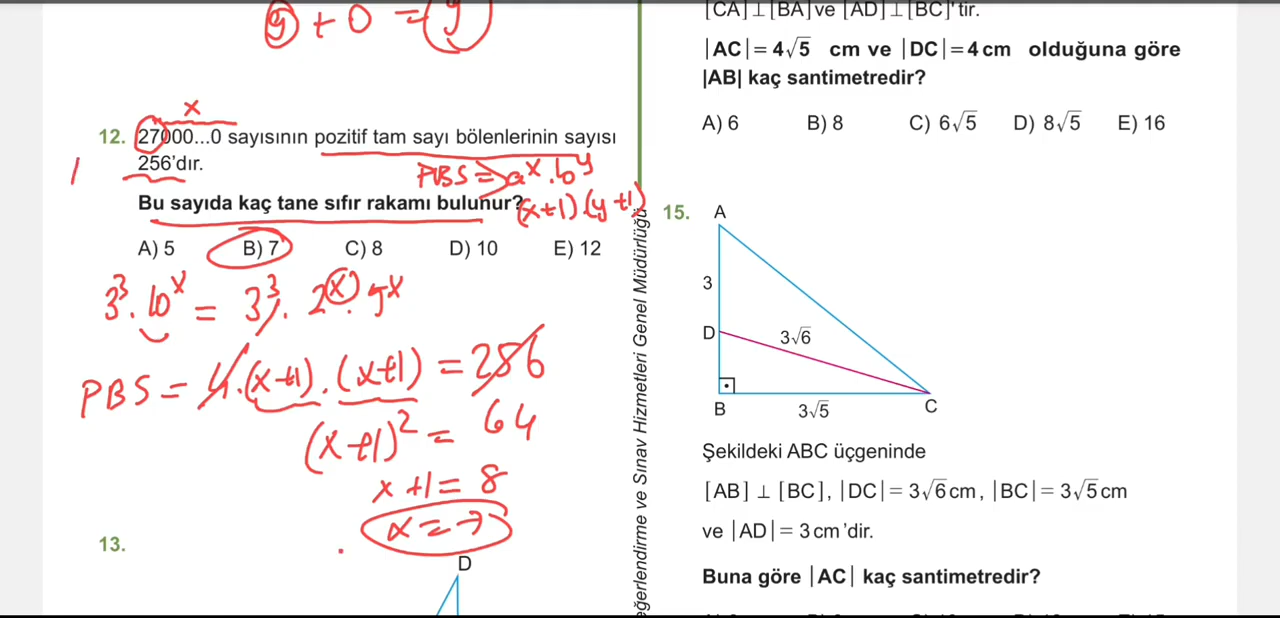 y + 0 = y
x
12. 27000...0 sayısının pozitif tam sayı bölenlerinin sayısı
256'dır.
PBS => a^x . b^y
Bu sayıda kaç tane sıfır rakamı bulunur?
(x+1).(y+1)
A) 5 B) 7 C) 8 D) 10 E) 12
3^3 . 10^x = 3^3 . 2^x . 5^x
PBS = 4.(x+1).(x+1) = 256
(x+1)^2 = 64
x+1 = 8
x = 7
13.
D
eğerlendirme ve Sınav Hizmetleri Genel Müdürlüğü
[CA]⊥[BA] ve [AD]⊥[BC]'tir.
|AC| = 4√5 cm ve |DC| = 4 cm olduğuna göre
|AB| kaç santimetredir?
A) 6 B) 8 C) 6√5 D) 8√5 E) 16
15.
A
3
D
3√6
B
3√5
C
Şekildeki ABC üçgeninde
[AB] ⊥ [BC], |DC| = 3√6 cm, |BC| = 3√5 cm
ve |AD| = 3 cm'dir.
Buna göre |AC| kaç santimetredir?